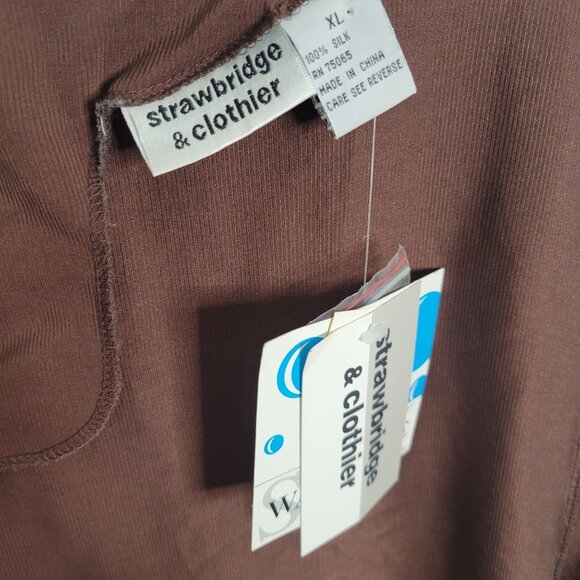 strawbridge
& clothier
XL
100% SILK
RN 75065
MADE IN CHINA
CARE SEE REVERSE
strawbridge
& clothier
W